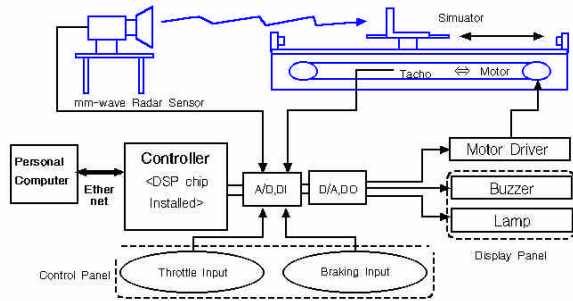 Simuator
Tacho ⇔ Motor
mm-wave Radar Sensor
Personal
Computer
Ether
net
Controller
<DSP chip
Installed>
A/D,DI
D/A,DO
Motor Driver
Buzzer
Lamp
Display Panel
Control Panel
Throttle Input
Braking Input